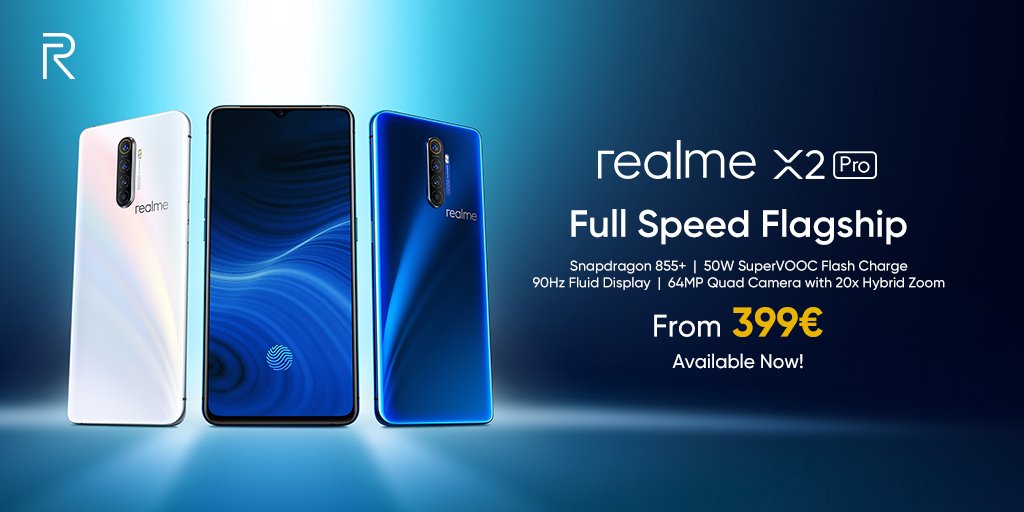 R
realme
realme
realme X2 Pro
Full Speed Flagship
Snapdragon 855+ | 50W SuperVOOC Flash Charge
90Hz Fluid Display | 64MP Quad Camera with 20x Hybrid Zoom
From 399€
Available Now!